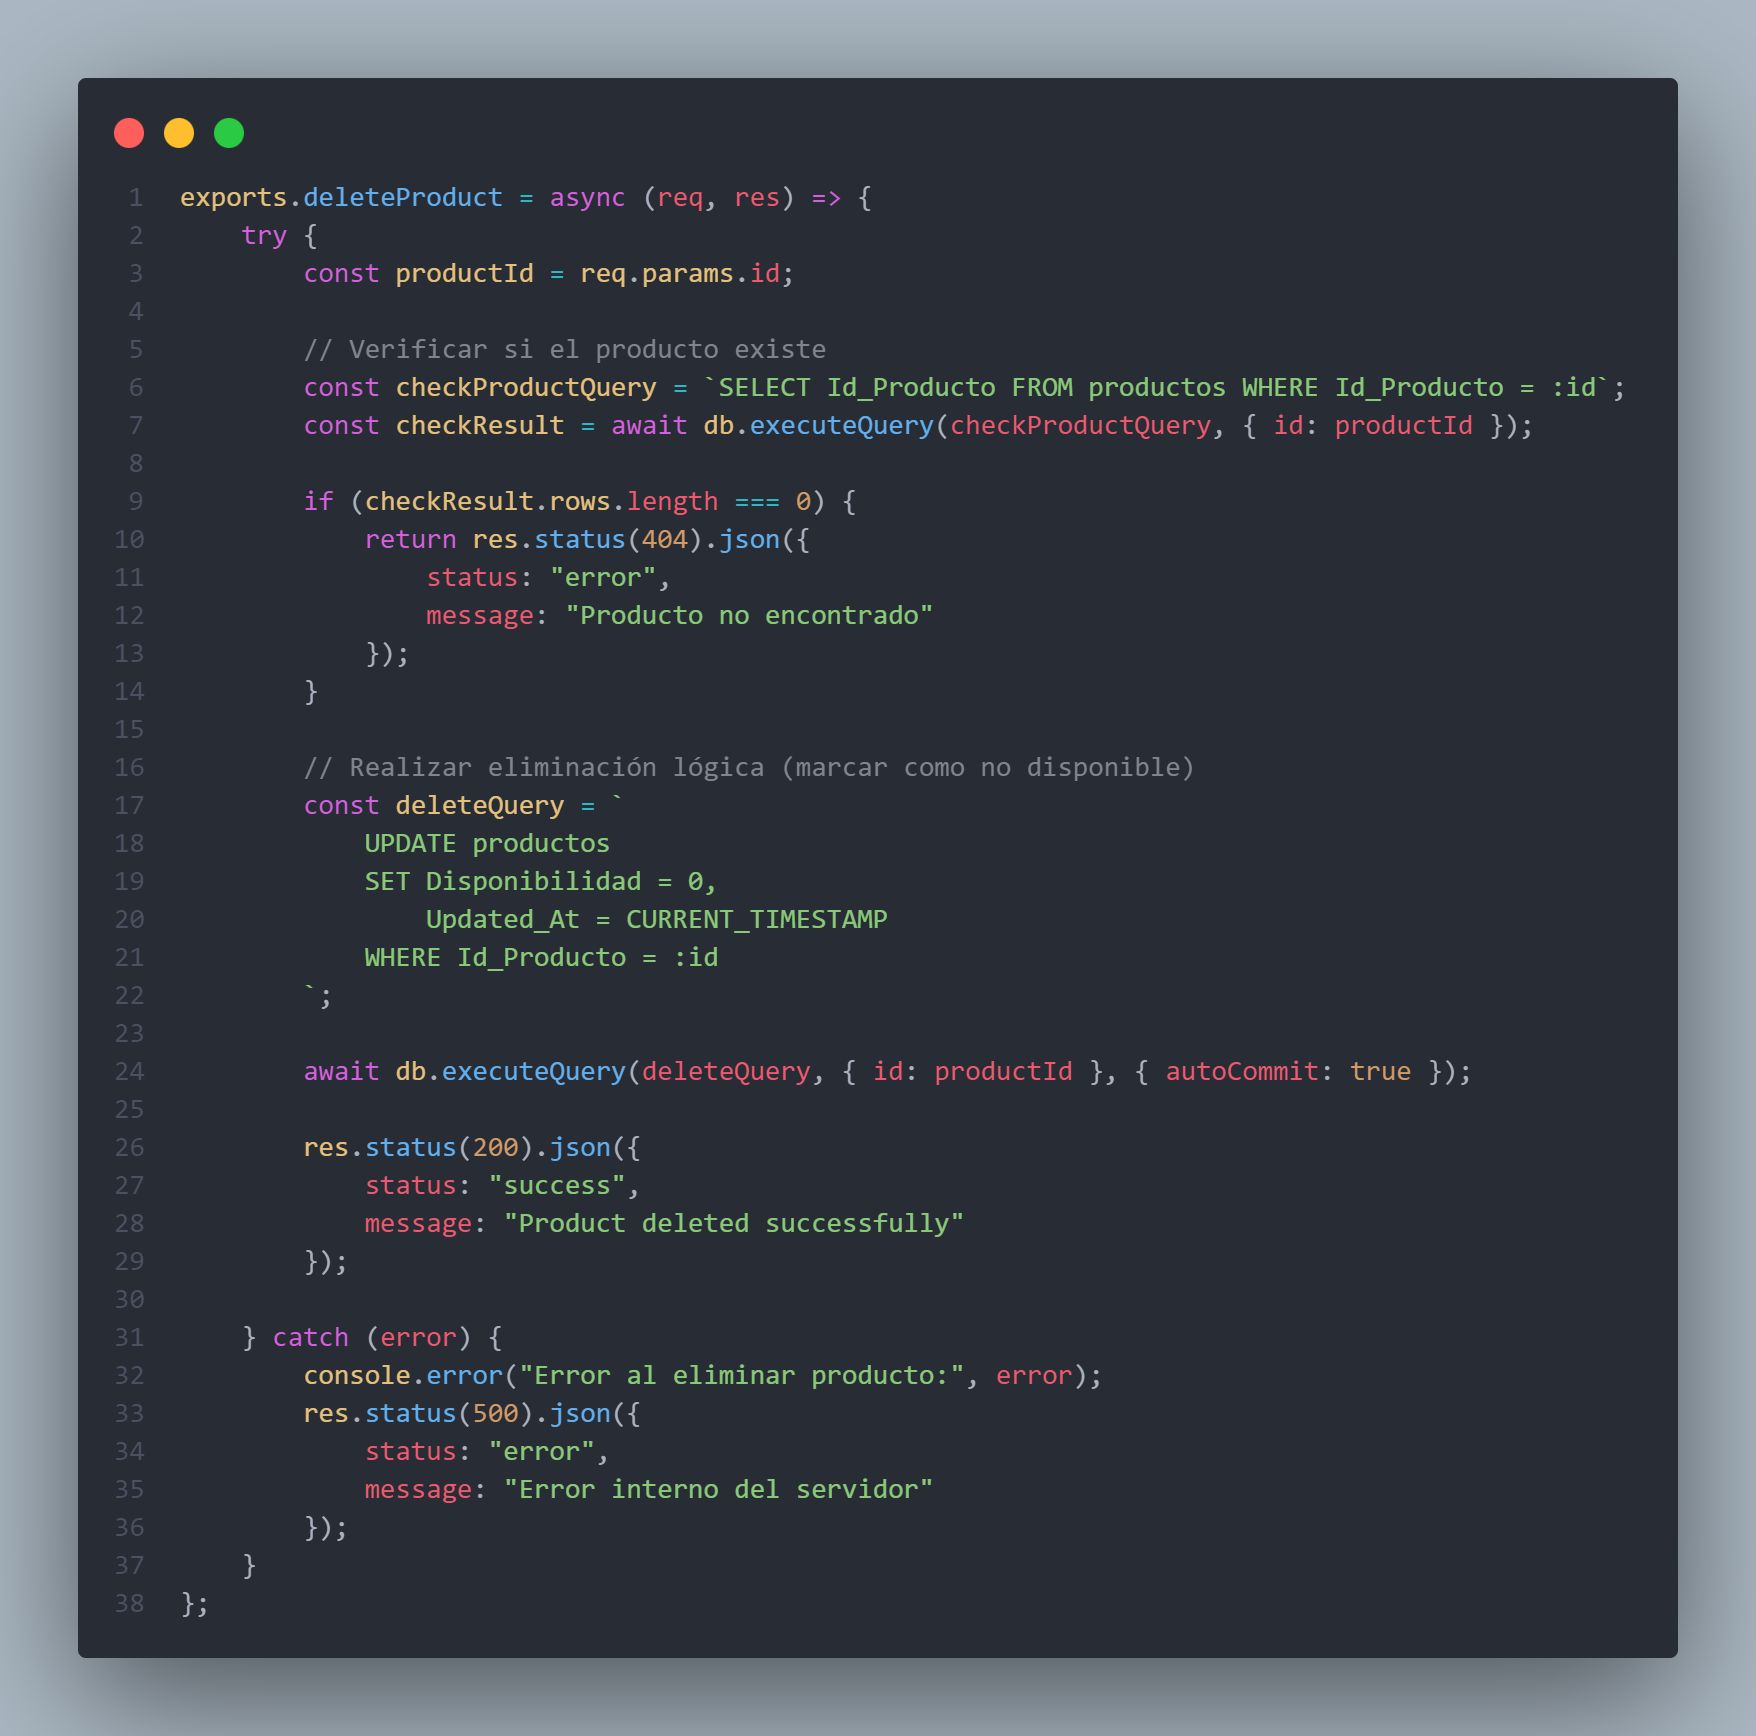 1 exports.deleteProduct = async (req, res) => {
2     try {
3         const productId = req.params.id;
4
5         // Verificar si el producto existe
6         const checkProductQuery = `SELECT Id_Producto FROM productos WHERE Id_Producto = :id`;
7         const checkResult = await db.executeQuery(checkProductQuery, { id: productId });
8
9         if (checkResult.rows.length === 0) {
10             return res.status(404).json({
11                 status: "error",
12                 message: "Producto no encontrado"
13             });
14         }
15
16         // Realizar eliminación lógica (marcar como no disponible)
17         const deleteQuery = `
18             UPDATE productos
19             SET Disponibilidad = 0,
20                 Updated_At = CURRENT_TIMESTAMP
21             WHERE Id_Producto = :id
22         `;
23
24         await db.executeQuery(deleteQuery, { id: productId }, { autoCommit: true });
25
26         res.status(200).json({
27             status: "success",
28             message: "Product deleted successfully"
29         });
30
31     } catch (error) {
32         console.error("Error al eliminar producto:", error);
33         res.status(500).json({
34             status: "error",
35             message: "Error interno del servidor"
36         });
37     }
38 };